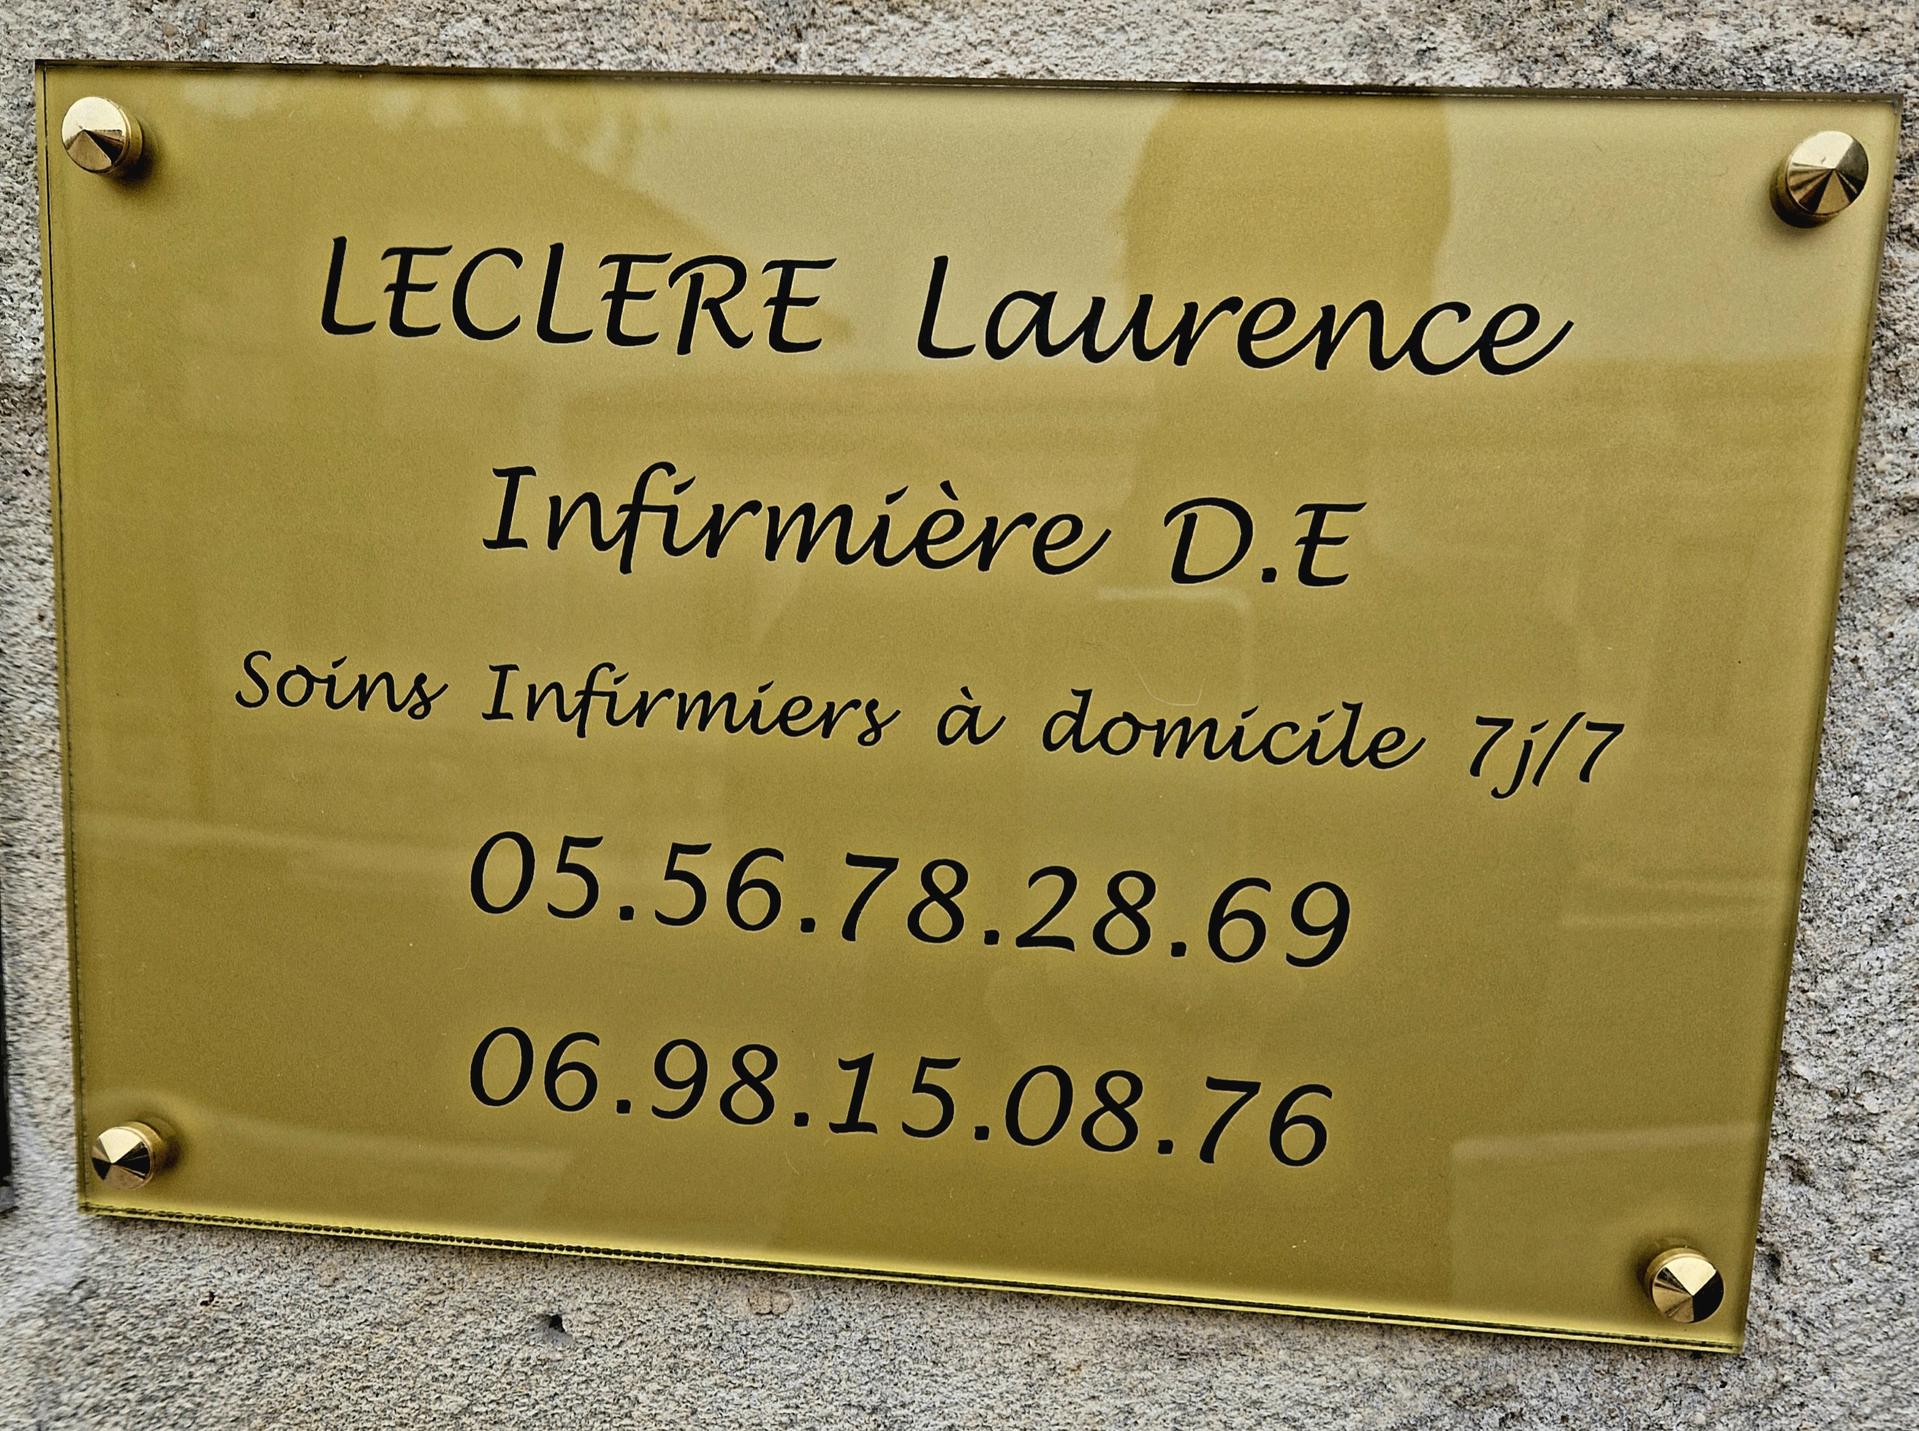 LECLERE Laurence
Infirmière D.E
Soins Infirmiers à domicile 7j/7
05.56.78.28.69
06.98.15.08.76